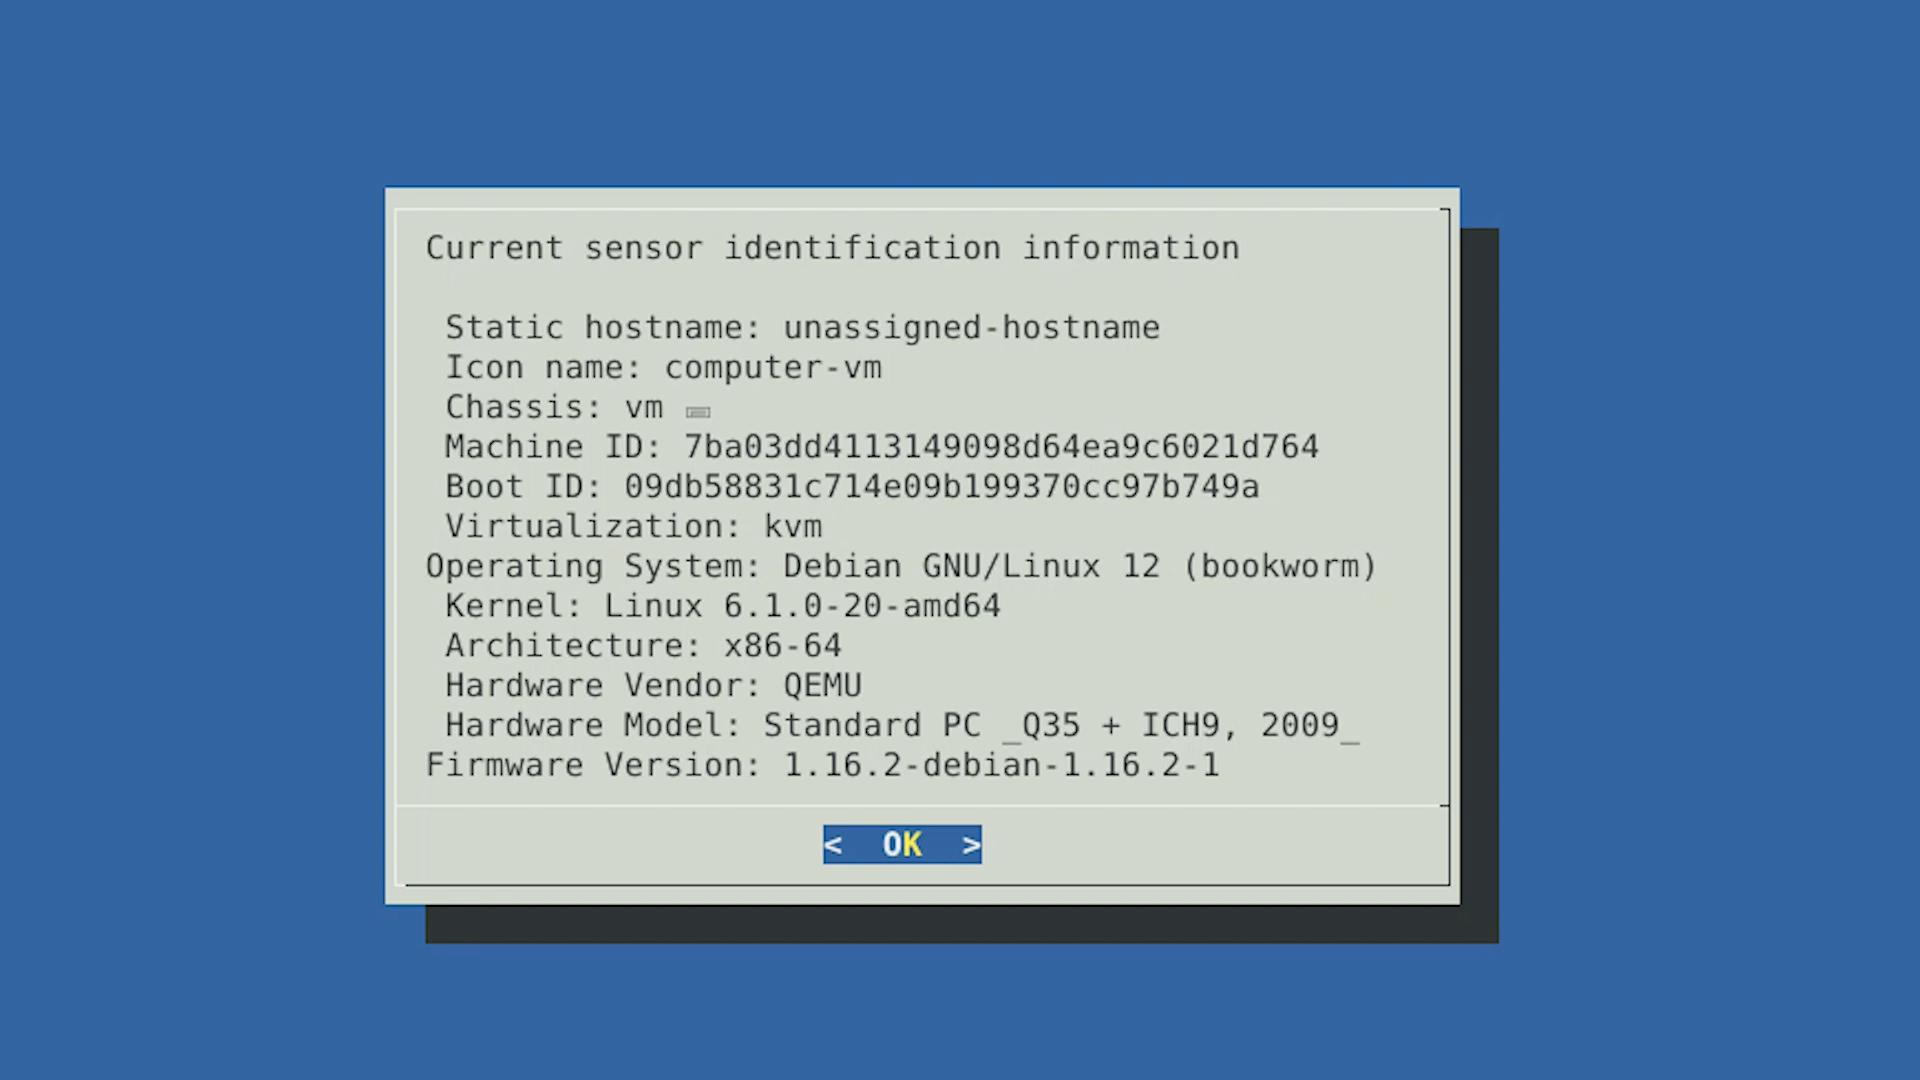 Current sensor identification information
Static hostname: unassigned-hostname
Icon name: computer-vm
Chassis: vm
Machine ID: 7ba03dd4113149098d64ea9c6021d764
Boot ID: 09db58831c714e09b199370cc97b749a
Virtualization: kvm
Operating System: Debian GNU/Linux 12 (bookworm)
Kernel: Linux 6.1.0-20-amd64
Architecture: x86-64
Hardware Vendor: QEMU
Hardware Model: Standard PC _Q35 + ICH9, 2009_
Firmware Version: 1.16.2-debian-1.16.2-1
< OK >